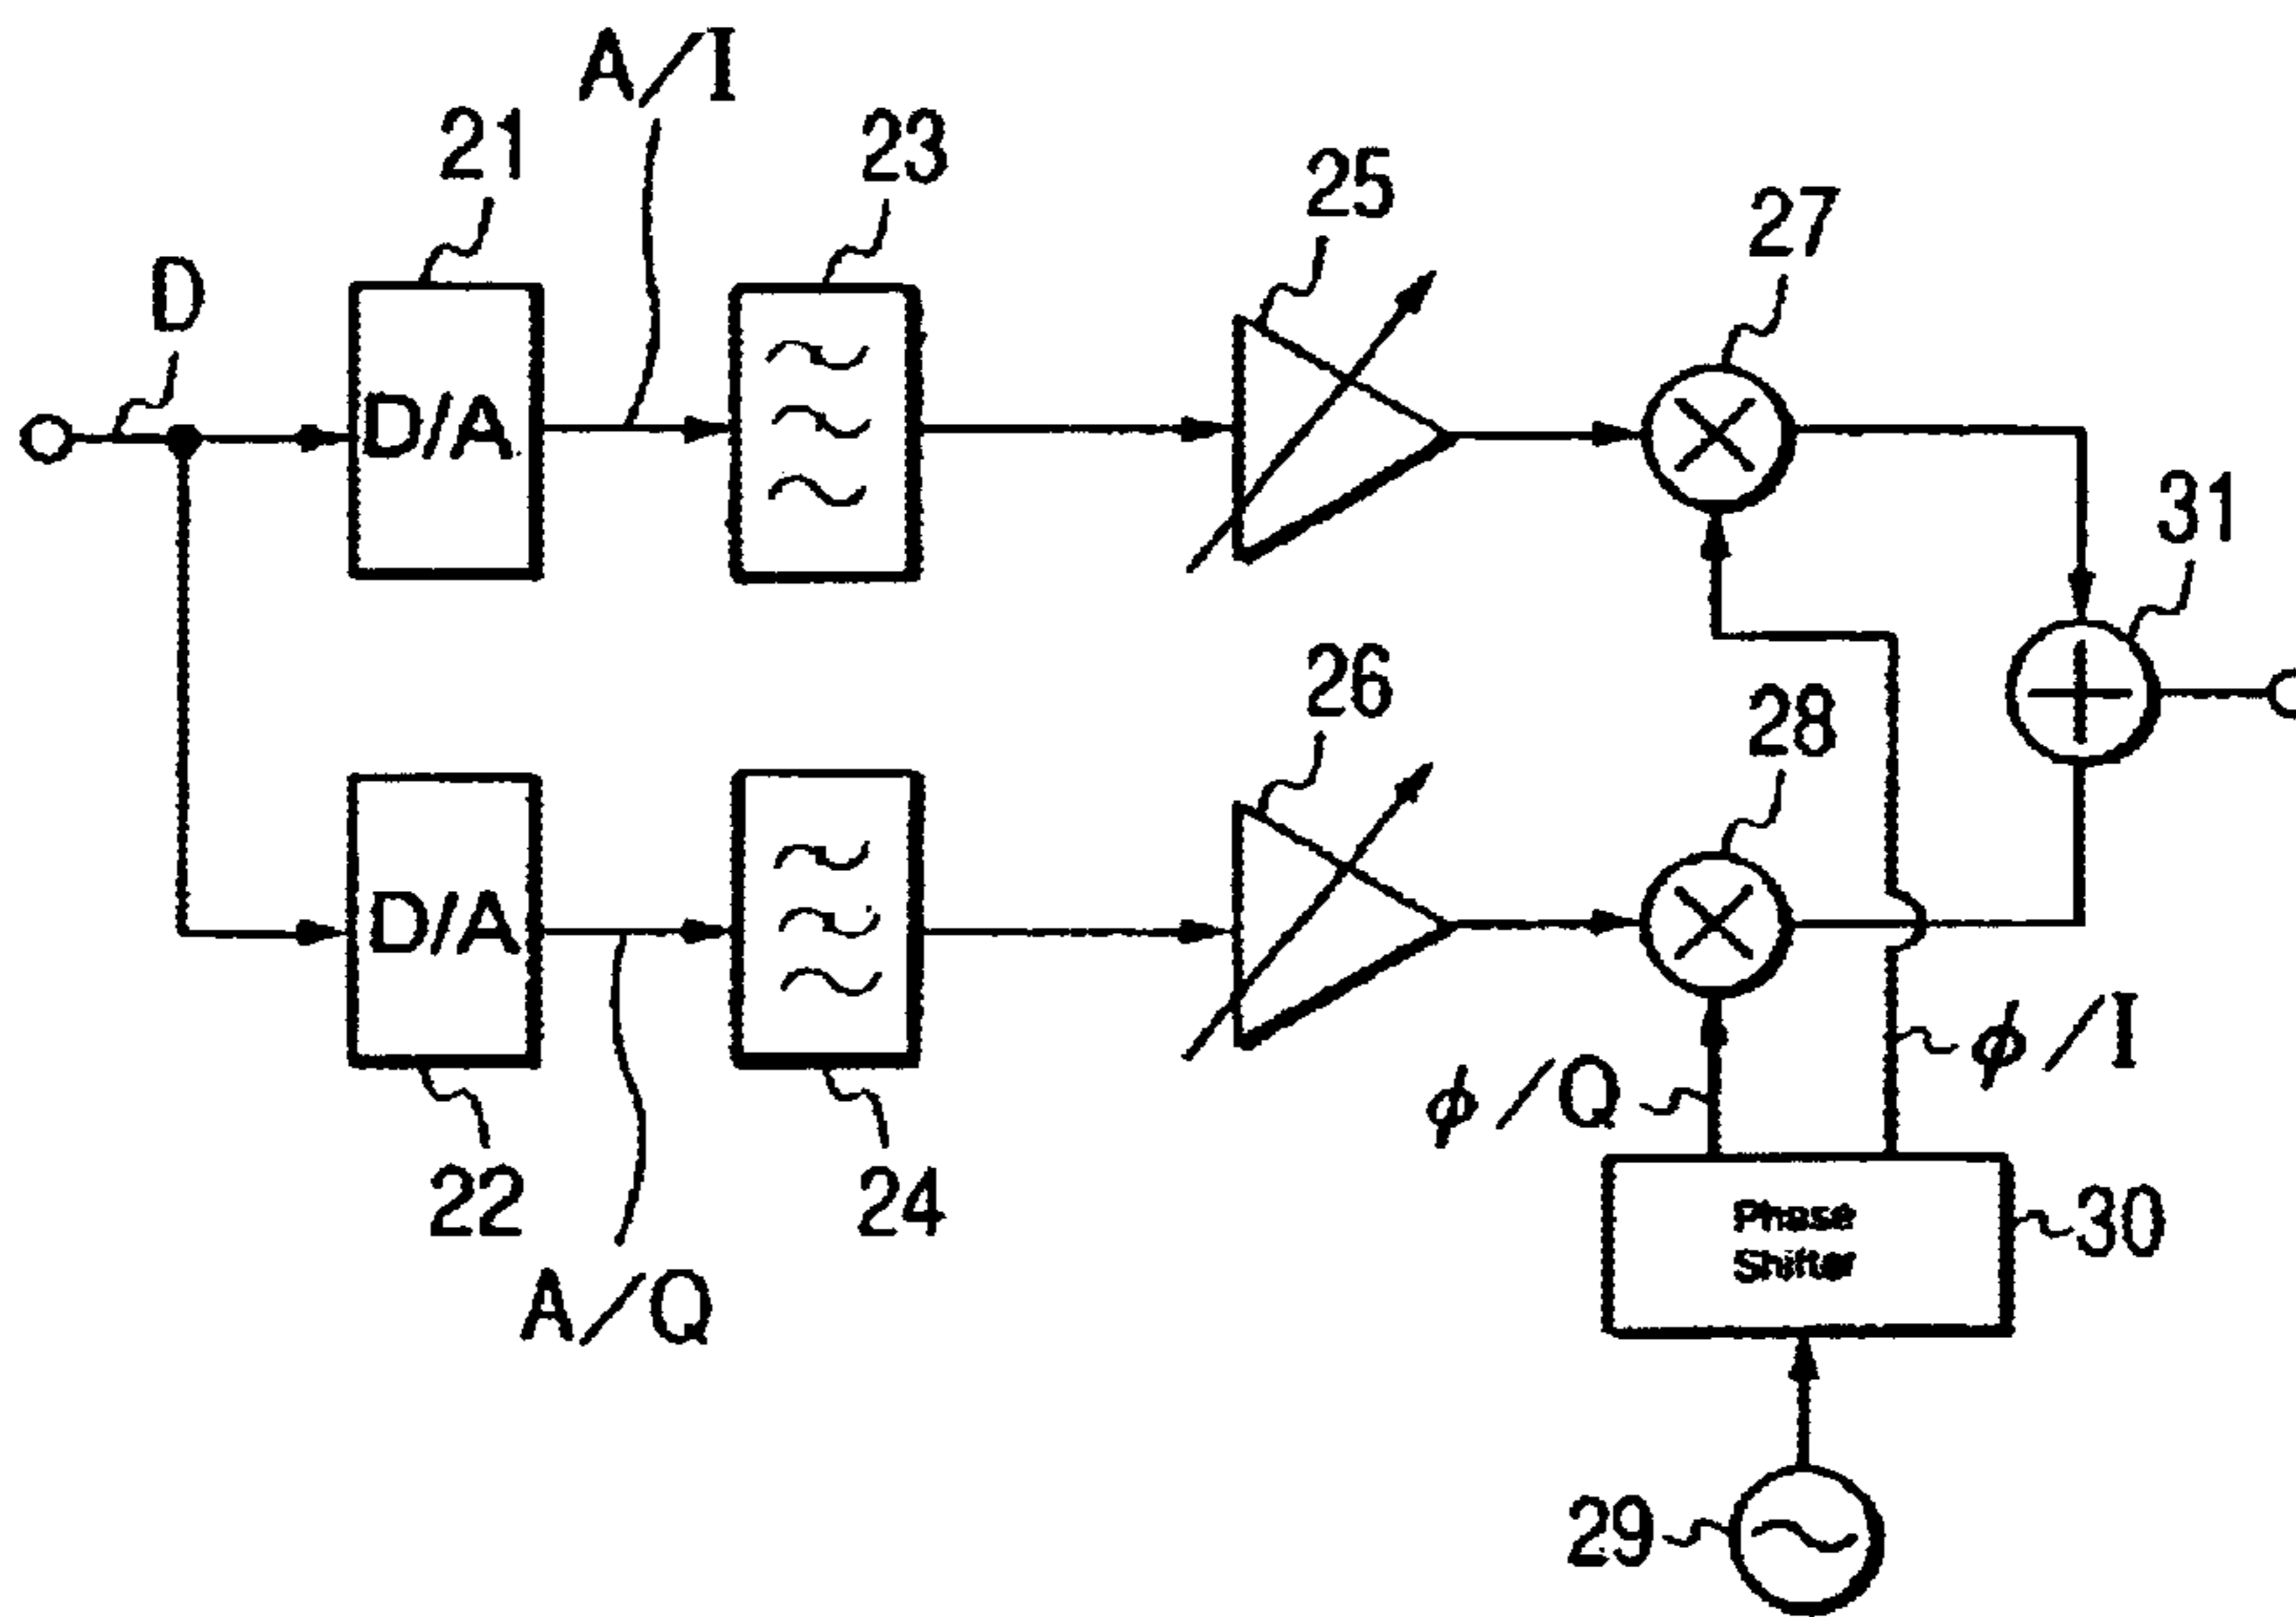 A/I
21
23
25
27
D
D/A
31
26
28
D/A
φ/I
φ/Q
22
24
Phase
Shifter
30
A/Q
29